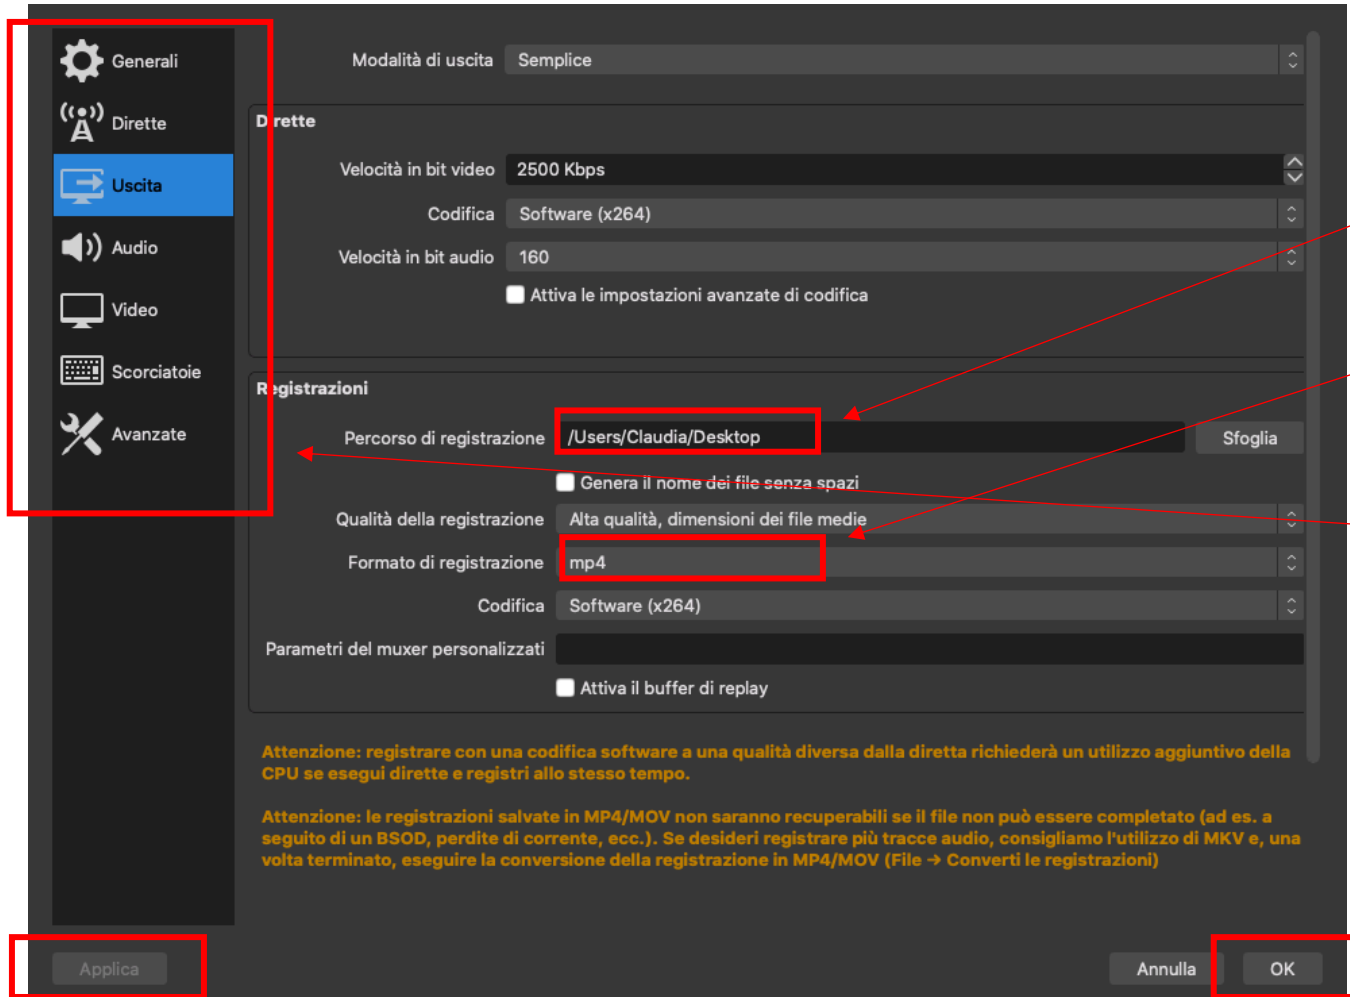 Generali
Dirette
Uscita
Audio
Video
Scorciatoie
Avanzate
Modalità di uscita Semplice
Dirette
Velocità in bit video 2500 Kbps
Codifica Software (x264)
Velocità in bit audio 160
Attiva le impostazioni avanzate di codifica
Registrazioni
Percorso di registrazione /Users/Claudia/Desktop Sfoglia
Genera il nome dei file senza spazi
Qualità della registrazione Alta qualità, dimensioni dei file medie
Formato di registrazione mp4
Codifica Software (x264)
Parametri del muxer personalizzati
Attiva il buffer di replay
Attenzione: registrare con una codifica software a una qualità diversa dalla diretta richiederà un utilizzo aggiuntivo della
CPU se esegui dirette e registri allo stesso tempo.
Attenzione: le registrazioni salvate in MP4/MOV non saranno recuperabili se il file non può essere completato (ad es. a
seguito di un BSOD, perdite di corrente, ecc.). Se desideri registrare più tracce audio, consigliamo l'utilizzo di MKV e, una
volta terminato, eseguire la conversione della registrazione in MP4/MOV (File → Converti le registrazioni)
Applica Annulla OK